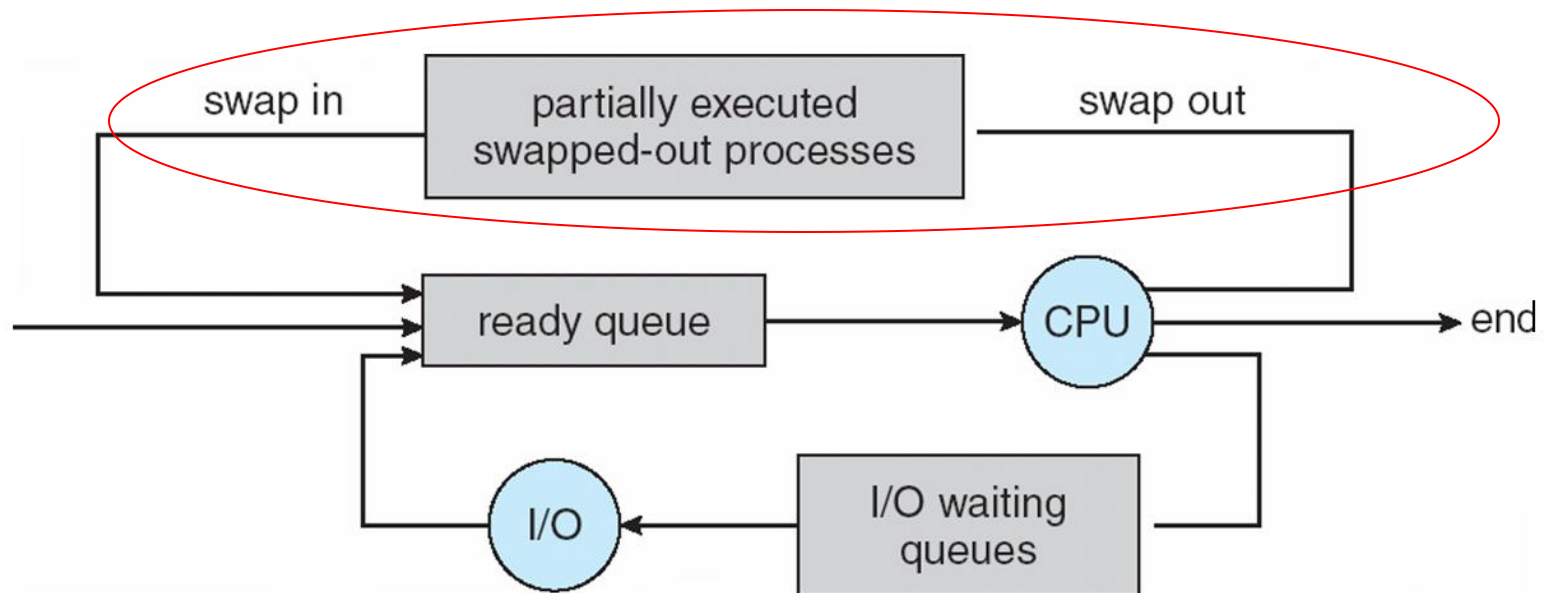 swap in
partially executed
swapped-out processes
swap out
ready queue
CPU
end
I/O
I/O waiting
queues